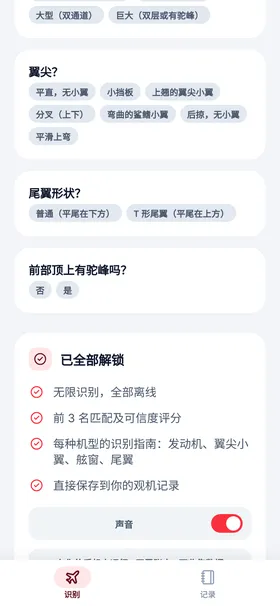 大型（双通道） 巨大（双层或有驼峰）
翼尖？
平直，无小翼 小挡板 上翘的翼尖小翼
分叉（上下） 弯曲的鲨鳍小翼 后掠，无小翼
平滑上弯
尾翼形状？
普通（平尾在下方） T 形尾翼（平尾在上方）
前部顶上有驼峰吗？
否 是
已全部解锁
无限识别，全部离线
前 3 名匹配及可信度评分
每种机型的识别指南：发动机、翼尖小
翼、舷窗、尾翼
直接保存到你的观机记录
声音
识别 记录